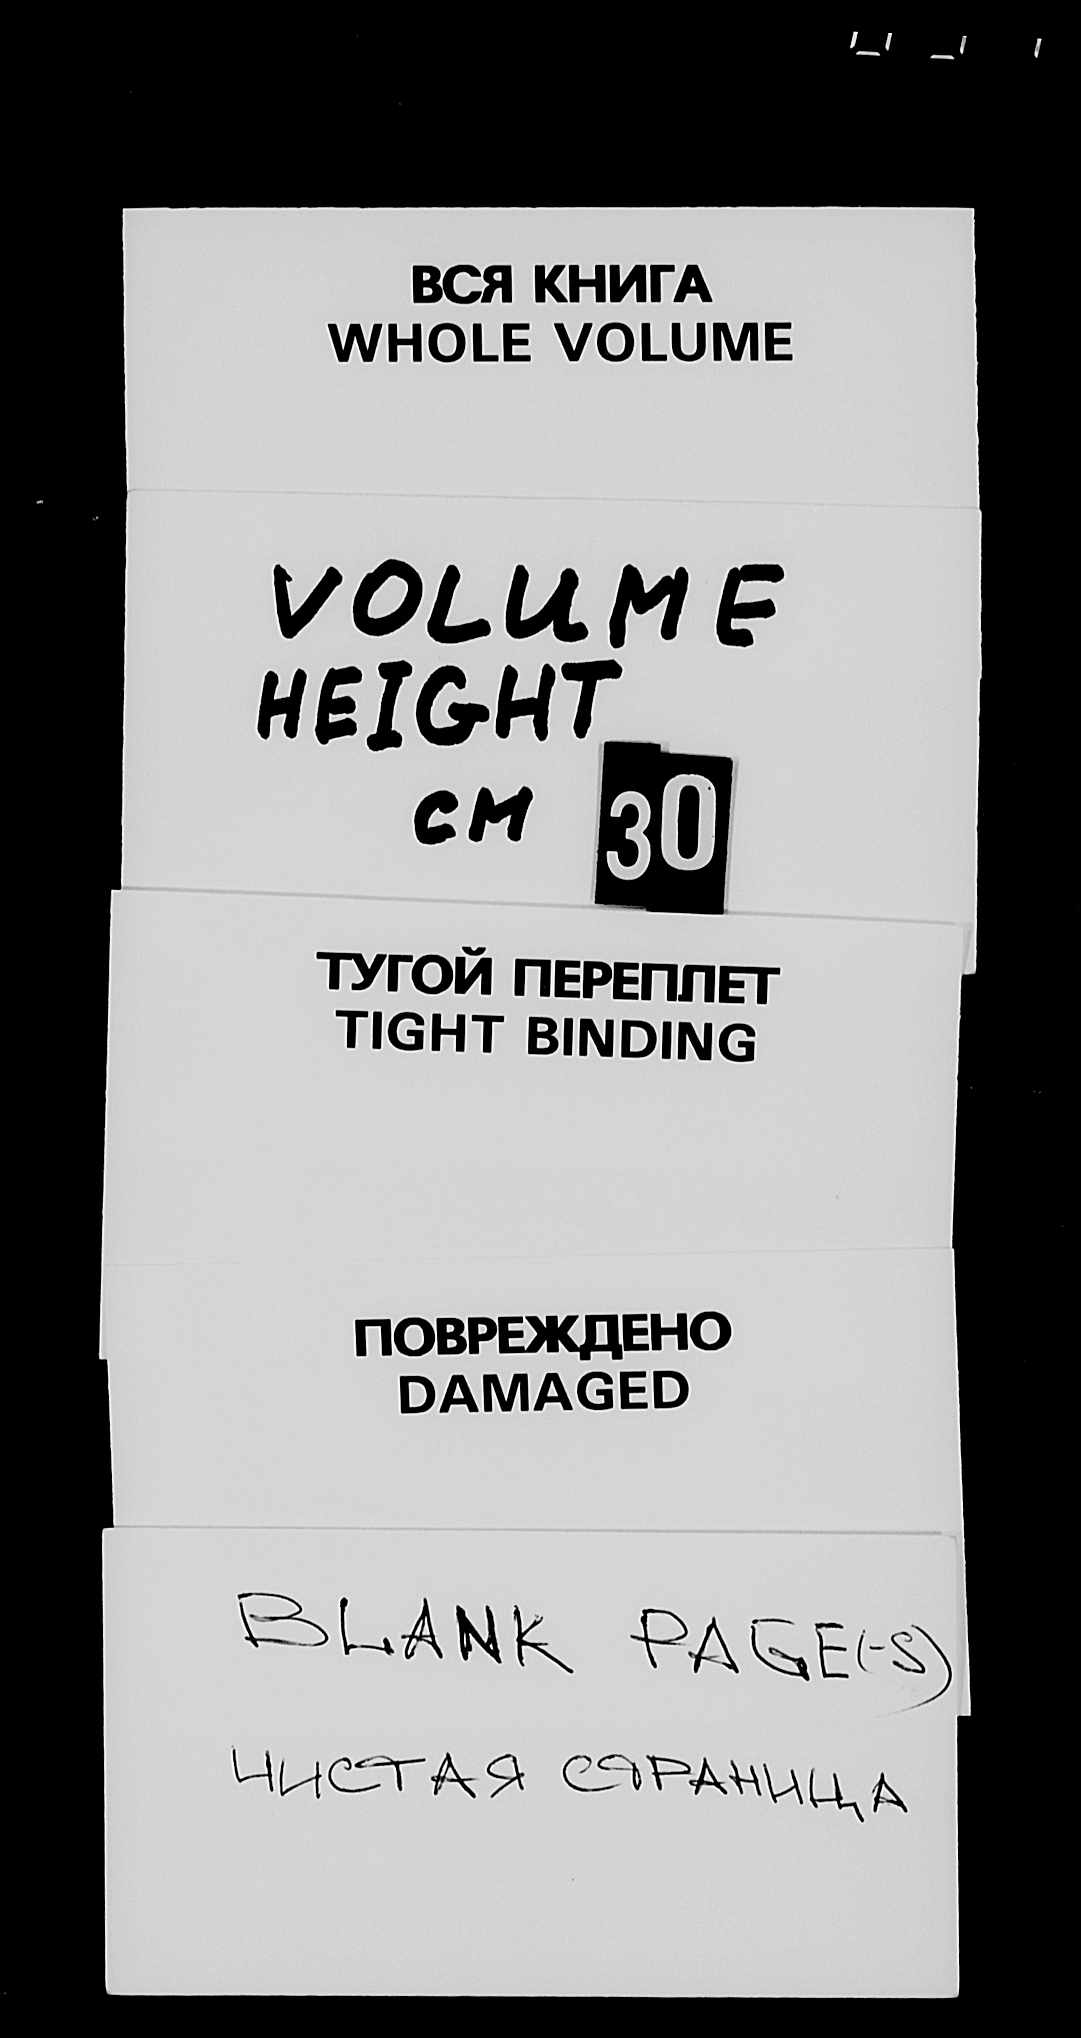 ВСЯ КНИГА
WHOLE VOLUME
VOLUME
HEIGHT
CM 30
ТУГОЙ ПЕРЕПЛЕТ
TIGHT BINDING
ПОВРЕЖДЕНО
DAMAGED
BLANK PAGE(-S)
ЧИСТАЯ СТРАНИЦА